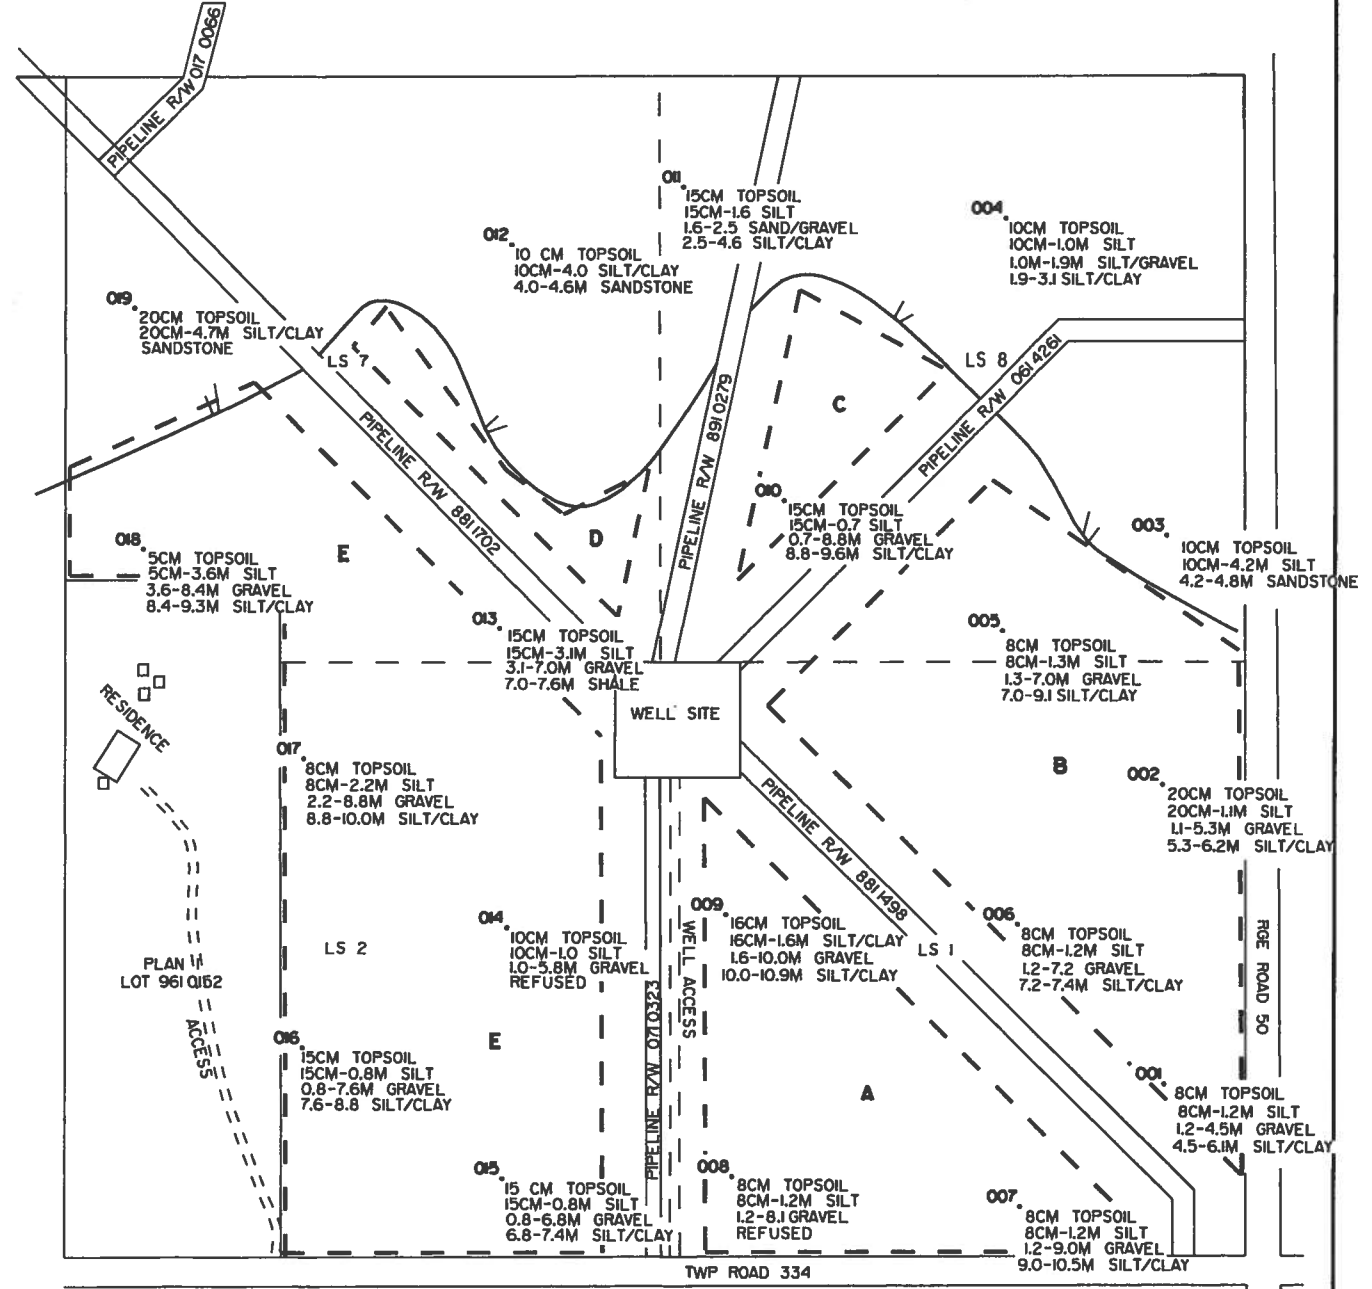 PIPELINE R/W 017 0066
011
15CM TOPSOIL
15CM-1.6 SILT
1.6-2.5 SAND/GRAVEL
2.5-4.6 SILT/CLAY
004
10CM TOPSOIL
10CM-1.0M SILT
1.0M-1.9M SILT/GRAVEL
1.9-3.1 SILT/CLAY
012
10 CM TOPSOIL
10CM-4.0 SILT/CLAY
4.0-4.6M SANDSTONE
019
20CM TOPSOIL
20CM-4.7M SILT/CLAY
SANDSTONE
LS 7
LS 8
C
PIPELINE R/W 8910279
PIPELINE R/W 0614261
PIPELINE R/W 8811702
010
15CM TOPSOIL
15CM-0.7 SILT
0.7-8.8M GRAVEL
8.8-9.6M SILT/CLAY
003
10CM TOPSOIL
10CM-4.2M SILT
4.2-4.8M SANDSTONE
D
E
018
5CM TOPSOIL
5CM-3.6M SILT
3.6-8.4M GRAVEL
8.4-9.3M SILT/CLAY
013
15CM TOPSOIL
15CM-3.1M SILT
3.1-7.0M GRAVEL
7.0-7.6M SHALE
005
8CM TOPSOIL
8CM-1.3M SILT
1.3-7.0M GRAVEL
7.0-9.1 SILT/CLAY
RESIDENCE
WELL SITE
017
8CM TOPSOIL
8CM-2.2M SILT
2.2-8.8M GRAVEL
8.8-10.0M SILT/CLAY
B
002
20CM TOPSOIL
20CM-1.1M SILT
1.1-5.3M GRAVEL
5.3-6.2M SILT/CLAY
PIPELINE R/W 8811498
014
10CM TOPSOIL
10CM-1.0 SILT
1.0-5.8M GRAVEL
REFUSED
009
16CM TOPSOIL
16CM-1.6M SILT/CLAY
1.6-10.0M GRAVEL
10.0-10.9M SILT/CLAY
LS 1
006
8CM TOPSOIL
8CM-1.2M SILT
1.2-7.2 GRAVEL
7.2-7.4M SILT/CLAY
LS 2
PLAN 1
LOT 9610152
WELL ACCESS
RGE ROAD 50
ACCESS
016
15CM TOPSOIL
15CM-0.8M SILT
0.8-7.6M GRAVEL
7.6-8.8 SILT/CLAY
E
PIPELINE R/W 0710323
A
001
8CM TOPSOIL
8CM-1.2M SILT
1.2-4.5M GRAVEL
4.5-6.1M SILT/CLAY
015
15 CM TOPSOIL
15CM-0.8M SILT
0.8-6.8M GRAVEL
6.8-7.4M SILT/CLAY
008
8CM TOPSOIL
8CM-1.2M SILT
1.2-8.1 GRAVEL
REFUSED
007
8CM TOPSOIL
8CM-1.2M SILT
1.2-9.0M GRAVEL
9.0-10.5M SILT/CLAY
TWP ROAD 334